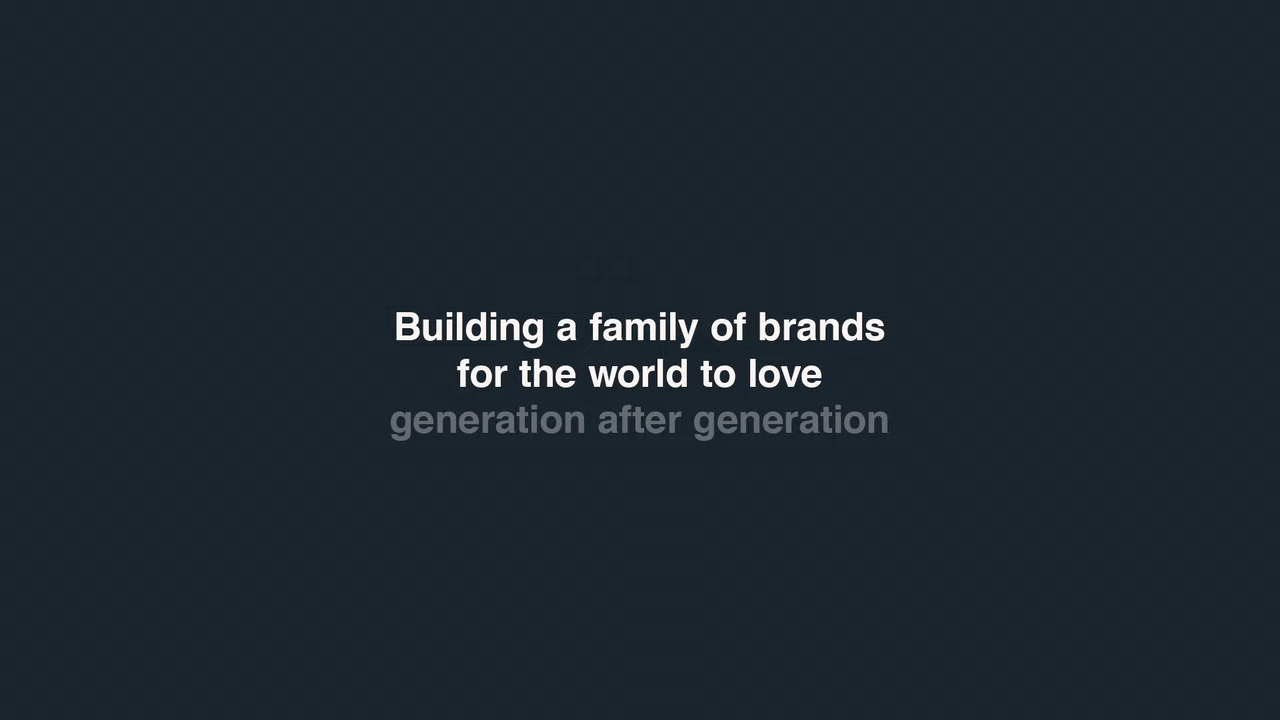 Building a family of brands
for the world to love
generation after generation